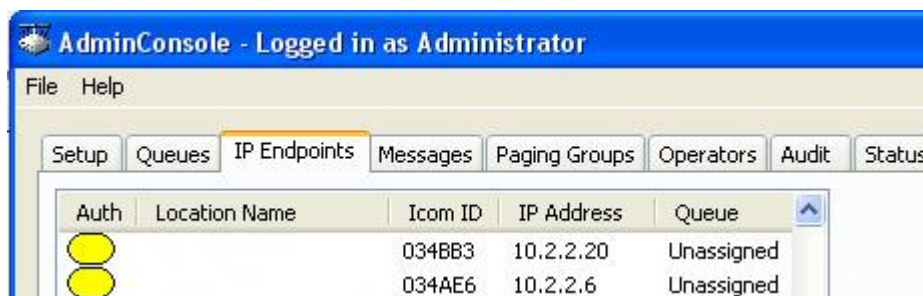 AdminConsole - Logged in as Administrator
File Help
Setup Queues IP Endpoints Messages Paging Groups Operators Audit Status
Auth Location Name Icom ID IP Address Queue
034BB3 10.2.2.20 Unassigned
034AE6 10.2.2.6 Unassigned